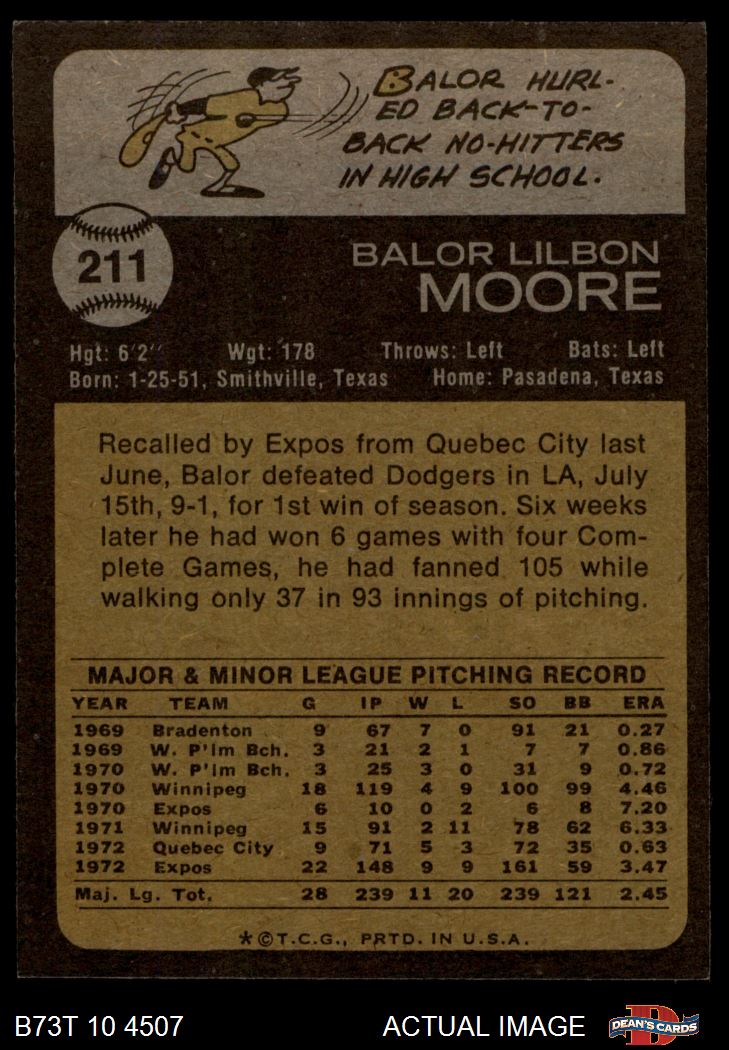 BALOR HURL-
ED BACK-TO-
BACK NO-HITTERS
IN HIGH SCHOOL.
211
BALOR LILBON
MOORE
Hgt: 6'2" Wgt: 178 Throws: Left Bats: Left
Born: 1-25-51, Smithville, Texas Home: Pasadena, Texas
Recalled by Expos from Quebec City last
June, Balor defeated Dodgers in LA, July
15th, 9-1, for 1st win of season. Six weeks
later he had won 6 games with four Com-
plete Games, he had fanned 105 while
walking only 37 in 93 innings of pitching.
MAJOR & MINOR LEAGUE PITCHING RECORD
YEAR TEAM G IP W L SO BB ERA
1969 Bradenton 9 67 7 0 91 21 0.27
1969 W. P'lm Bch. 3 21 2 1 7 7 0.86
1970 W. P'lm Bch. 3 25 3 0 31 9 0.72
1970 Winnipeg 18 119 4 9 100 99 4.46
1970 Expos 6 10 0 2 6 8 7.20
1971 Winnipeg 15 91 2 11 78 62 6.33
1972 Quebec City 9 71 5 3 72 35 0.63
1972 Expos 22 148 9 9 161 59 3.47
Maj. Lg. Tot. 28 239 11 20 239 121 2.45
*©T.C.G., PRTD. IN U.S.A.
B73T 10 4507 ACTUAL IMAGE D DEAN'S CARDS